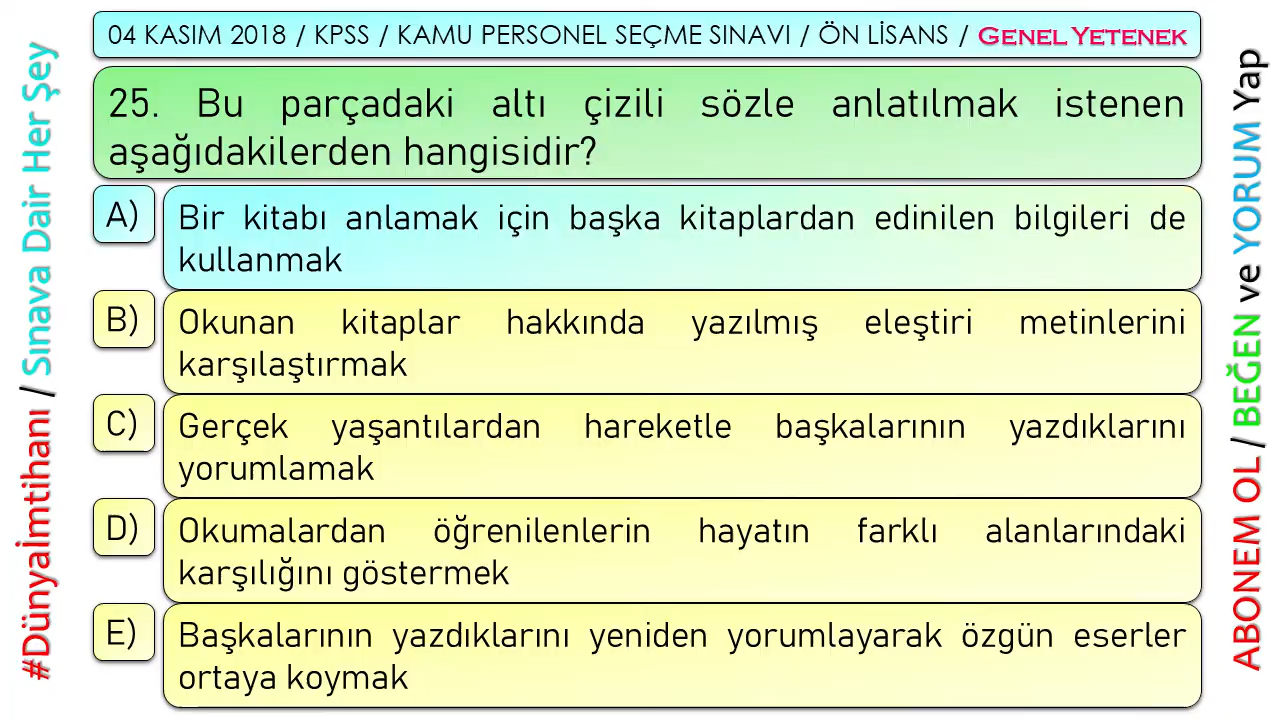 04 KASIM 2018 / KPSS / KAMU PERSONEL SEÇME SINAVI / ÖN LİSANS / GENEL YETENEK
25. Bu parçadaki altı çizili sözle anlatılmak istenen
aşağıdakilerden hangisidir?
A) Bir kitabı anlamak için başka kitaplardan edinilen bilgileri de
kullanmak
B) Okunan kitaplar hakkında yazılmış eleştiri metinlerini
karşılaştırmak
C) Gerçek yaşantılardan hareketle başkalarının yazdıklarını
yorumlamak
D) Okumalardan öğrenilenlerin hayatın farklı alanlarındaki
karşılığını göstermek
E) Başkalarının yazdıklarını yeniden yorumlayarak özgün eserler
ortaya koymak
#Dünyaİmtihanı / Sınava Dair Her Şey
ABONEM OL / BEĞEN ve YORUM Yap